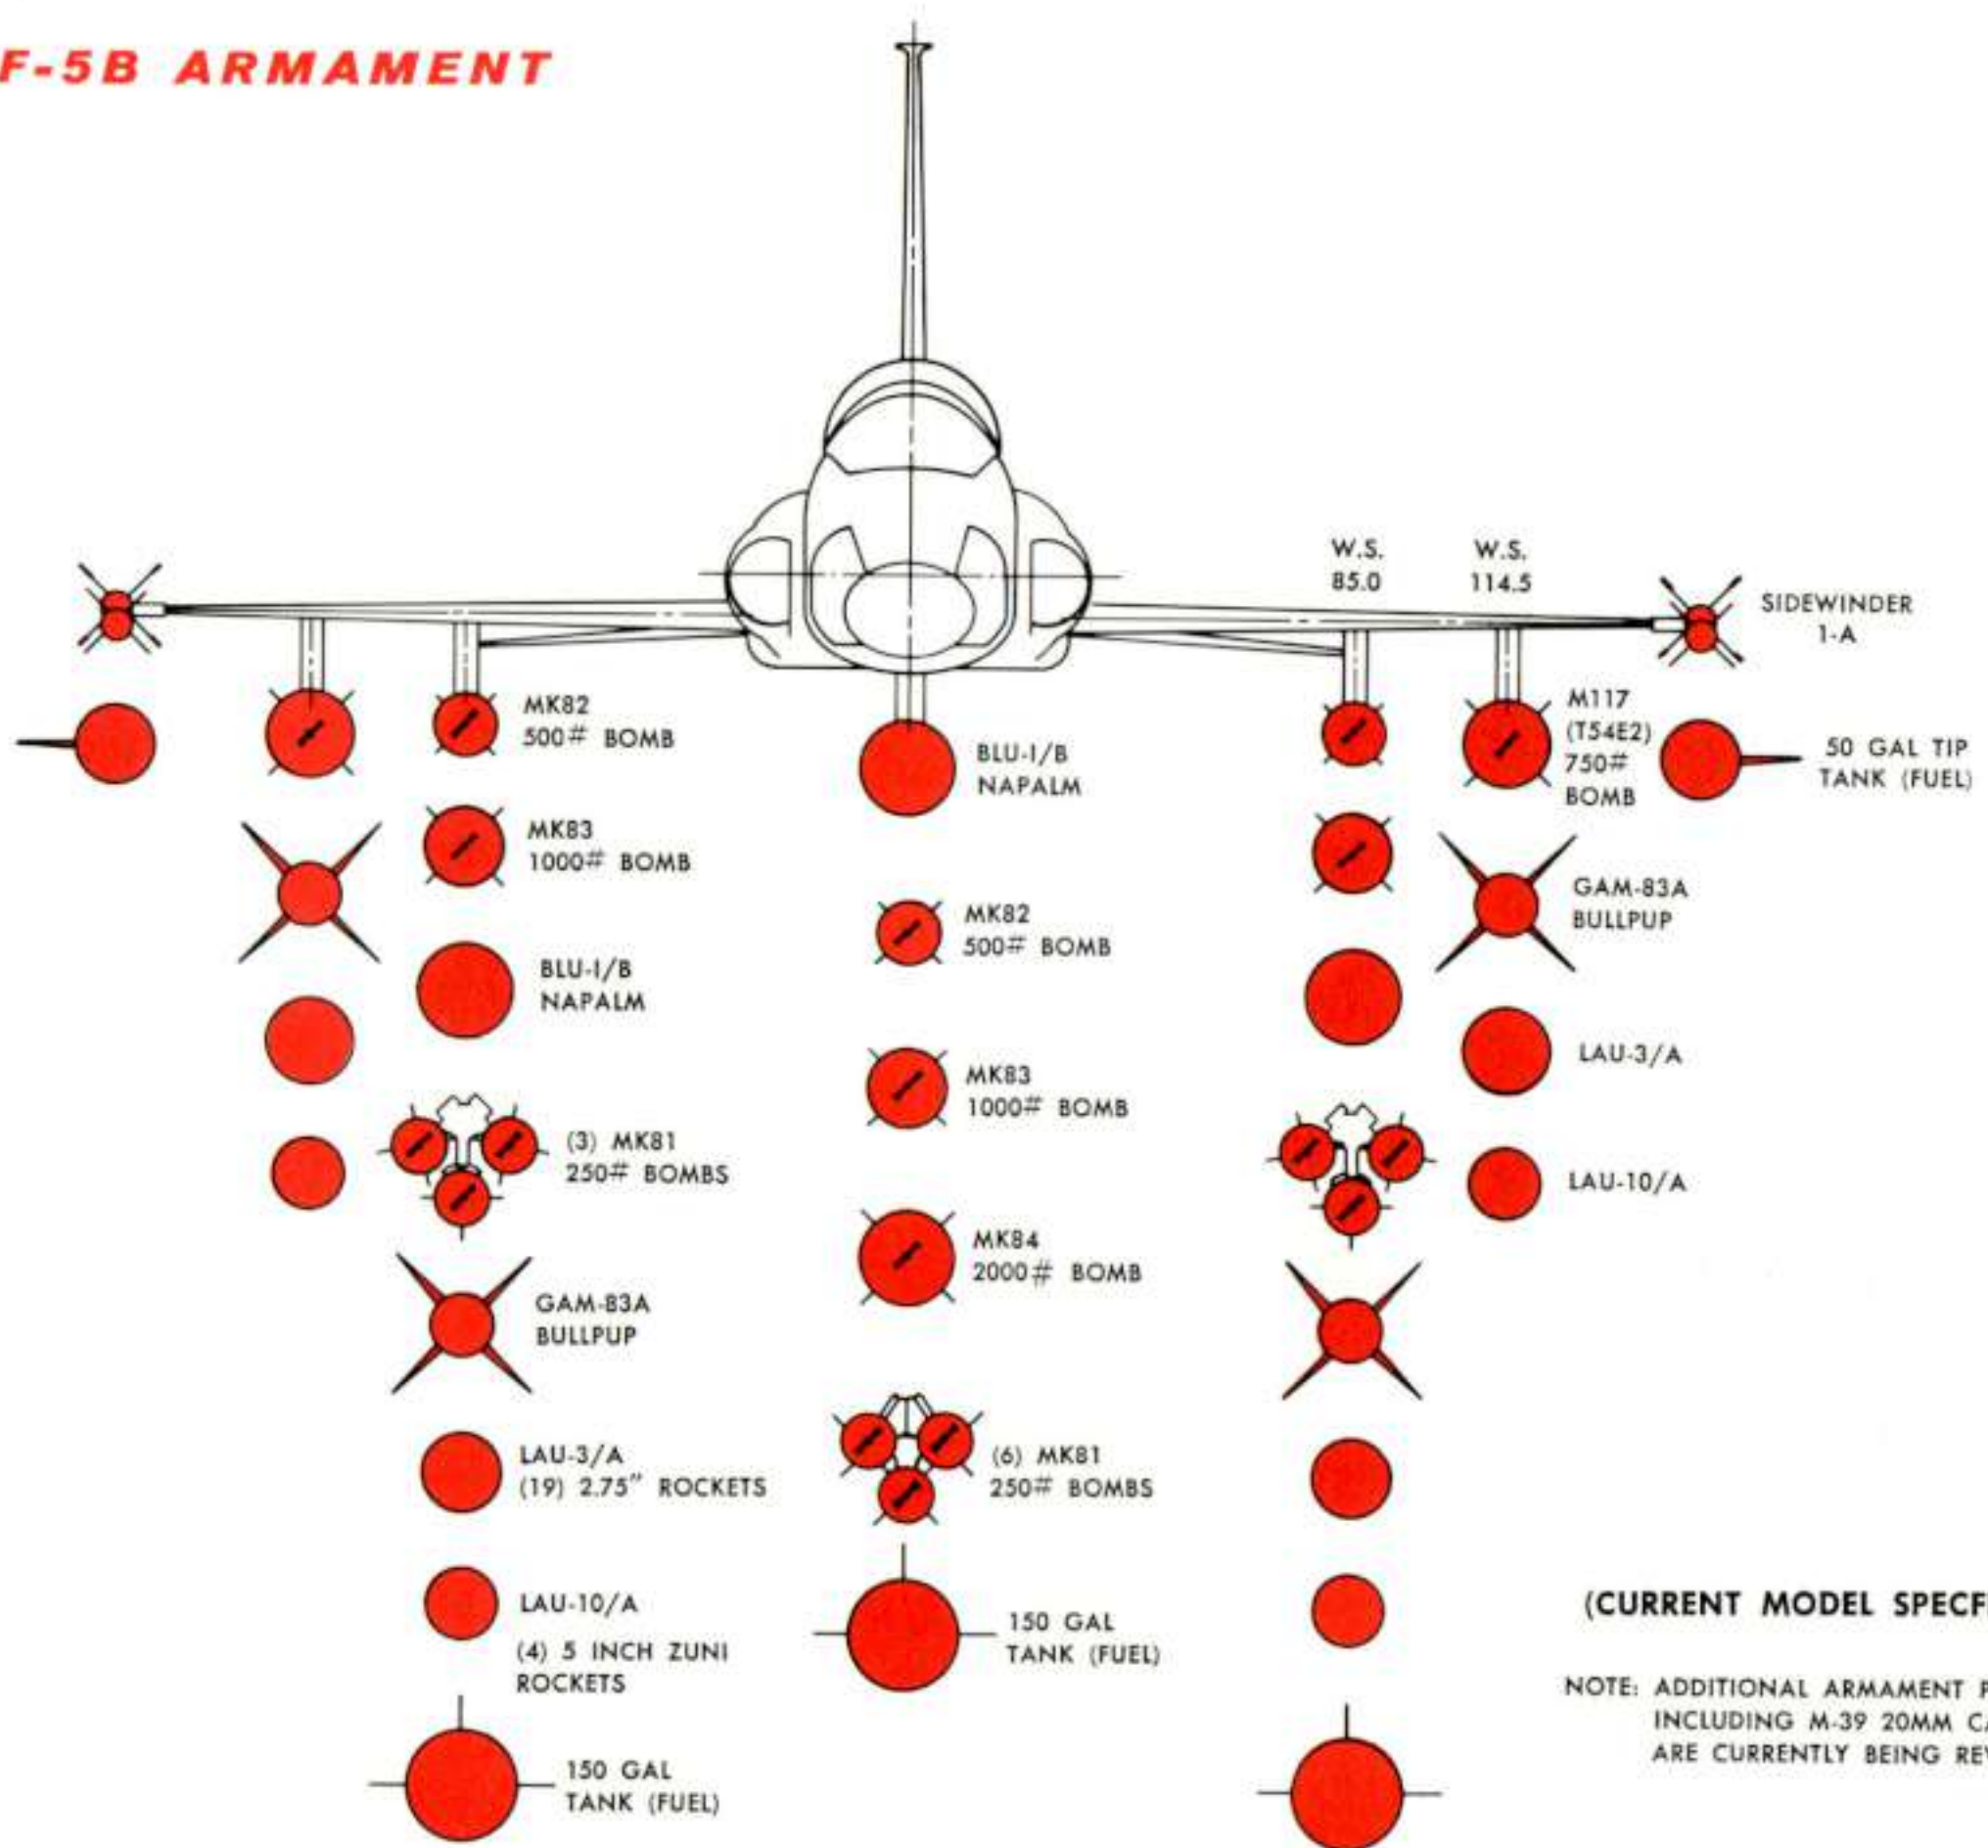 F-5B ARMAMENT
W.S.
85.0
W.S.
114.5
SIDEWINDER
1-A
MK82
500# BOMB
MK83
1000# BOMB
BLU-1/B
NAPALM
(3) MK81
250# BOMBS
GAM-83A
BULLPUP
LAU-3/A
(19) 2.75" ROCKETS
LAU-10/A
(4) 5 INCH ZUNI
ROCKETS
150 GAL
TANK (FUEL)
BLU-1/B
NAPALM
MK82
500# BOMB
MK83
1000# BOMB
MK84
2000# BOMB
(6) MK81
250# BOMBS
150 GAL
TANK (FUEL)
M117
(T54E2)
750#
BOMB
50 GAL TIP
TANK (FUEL)
GAM-83A
BULLPUP
LAU-3/A
LAU-10/A
(CURRENT MODEL
NOTE: ADDITIONAL ARMAMENT
INCLUDING M-39 20MM
ARE CURRENTLY BEING